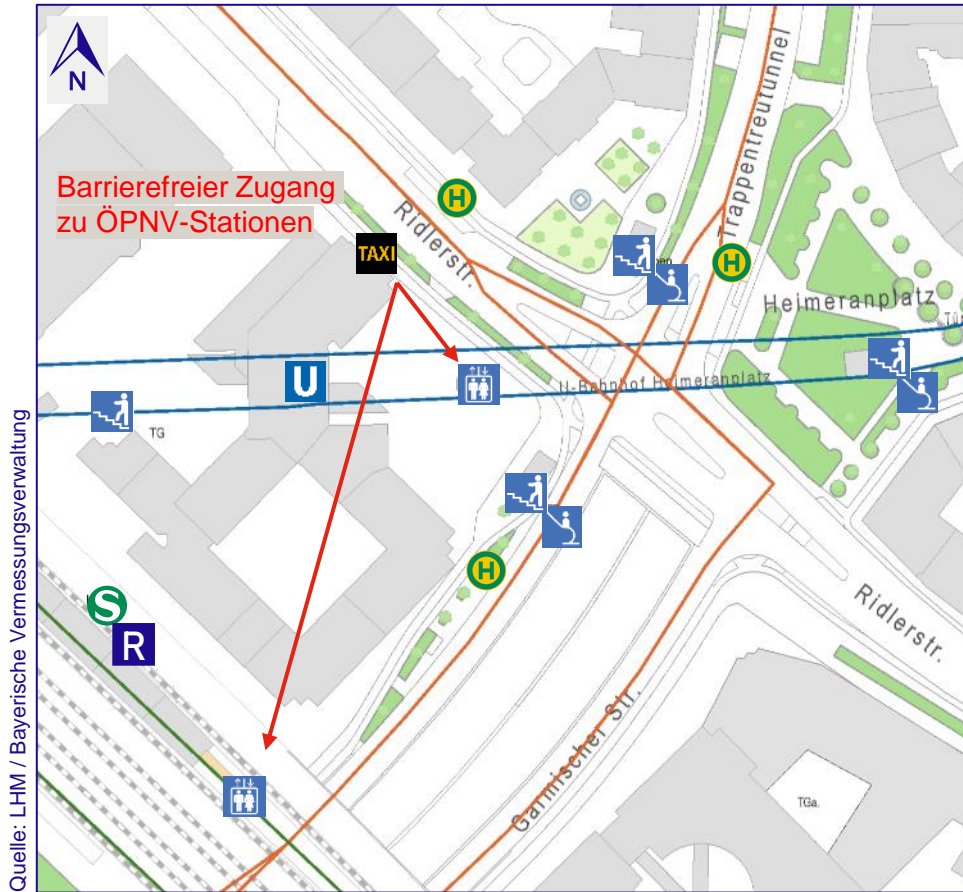 N
Barrierefreier Zugang
zu ÖPNV-Stationen
TAXI
Ridlerstr.
H
Trappentreutunnel
H
Heimeranplatz
U
U-Bahnhof Heimeranplatz
TG
H
S
R
Ridlerstr.
Garmischer Str.
TGa.
Quelle: LHM / Bayerische Vermessungsverwaltung